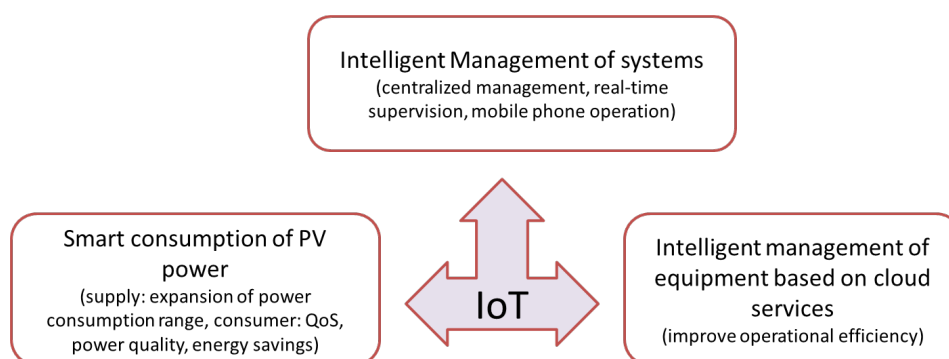 Intelligent Management of systems
(centralized management, real-time
supervision, mobile phone operation)
Smart consumption of PV
power
(supply: expansion of power
consumption range, consumer: QoS,
power quality, energy savings)
IoT
Intelligent management of
equipment based on cloud
services
(improve operational efficiency)